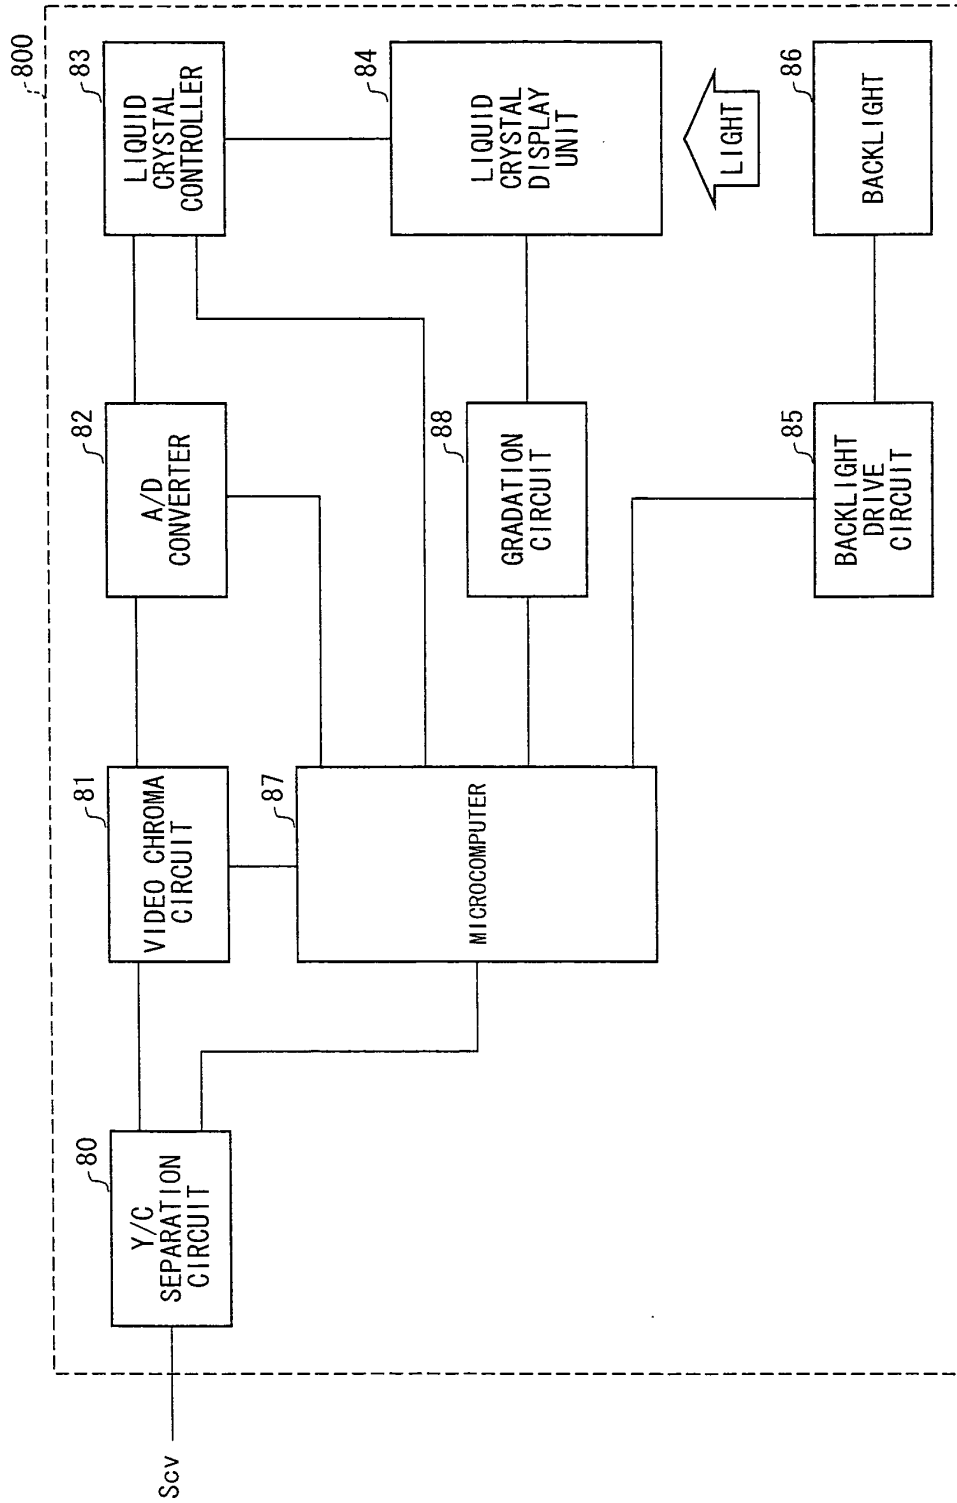 800
Scv
80
Y/C
SEPARATION
CIRCUIT
81
VIDEO CHROMA
CIRCUIT
82
A/D
CONVERTER
83
LIQUID
CRYSTAL
CONTROLLER
87
MICROCOMPUTER
88
GRADATION
CIRCUIT
84
LIQUID
CRYSTAL
DISPLAY
UNIT
LIGHT
85
BACKLIGHT
DRIVE
CIRCUIT
86
BACKLIGHT